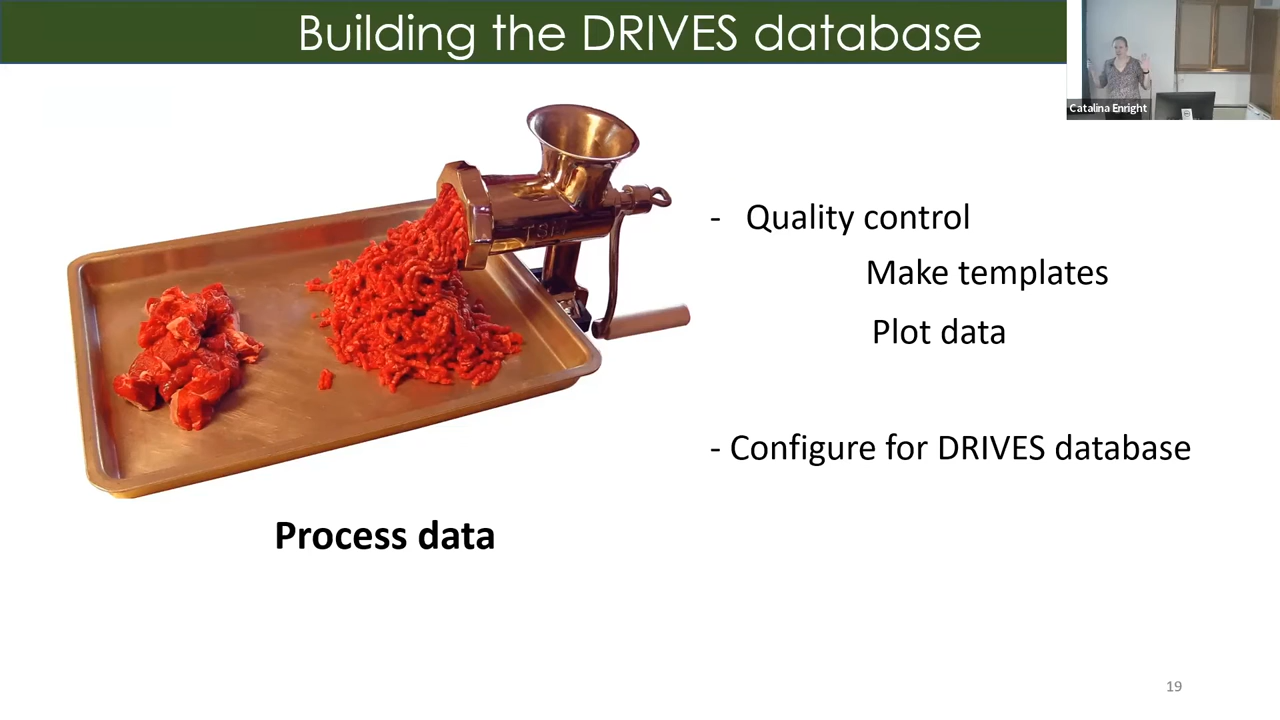 Building the DRIVES database
Catalina Enright
- Quality control
Make templates
Plot data
- Configure for DRIVES database
Process data
19